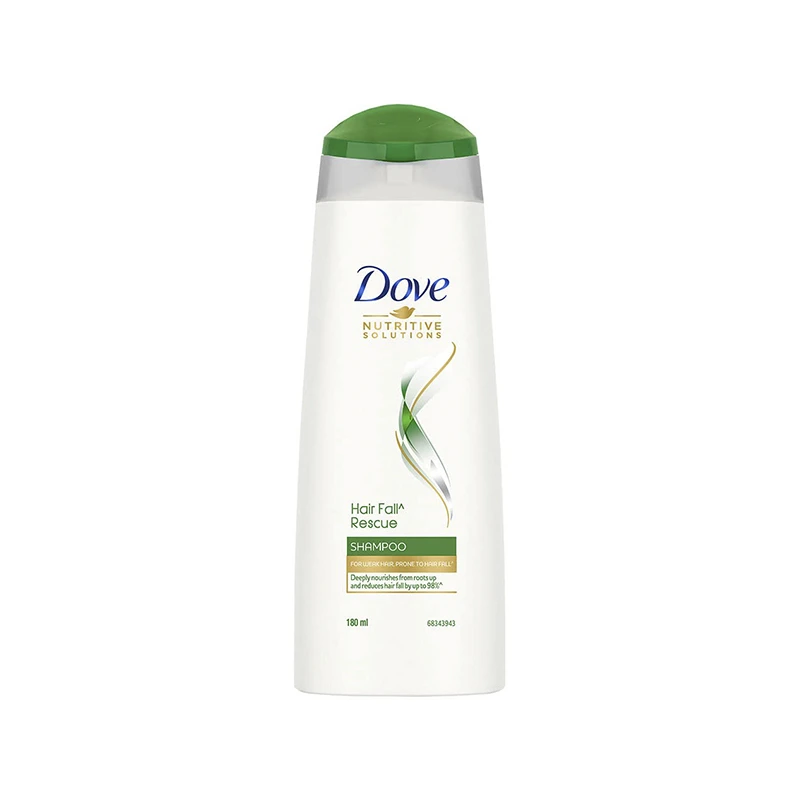 Dove
NUTRITIVE
SOLUTIONS
Hair Fall^
Rescue
SHAMPOO
FOR WEAK HAIR, PRONE TO HAIR FALL^
Deeply nourishes from roots up
and reduces hair fall by up to 98%^
180 ml
68343943